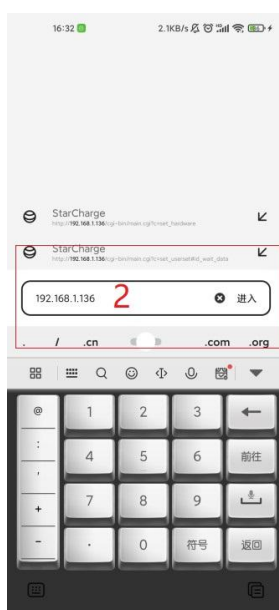 16:32 2.1KB/s
StarCharge
http://192.168.1.136/cgi-bin/main.cgi?c=set_hardware
StarCharge
192.168.1.136 2 进入
. / .cn .com .org
@ 1 2 3
: 4 5 6 前往
, 7 8 9
+
- . 0 符号 返回